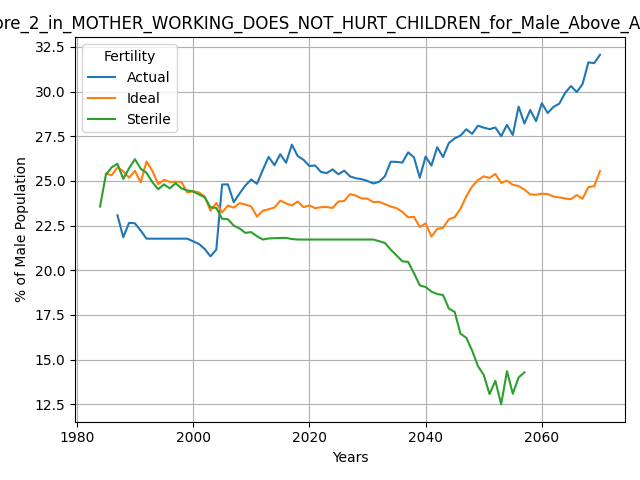 ore_2_in_MOTHER_WORKING_DOES_NOT_HURT_CHILDREN_for_Male_Above_A
Fertility
Actual
Ideal
Sterile
% of Male Population
32.5
30.0
27.5
25.0
22.5
20.0
17.5
15.0
12.5
1980
2000
2020
2040
2060
Years